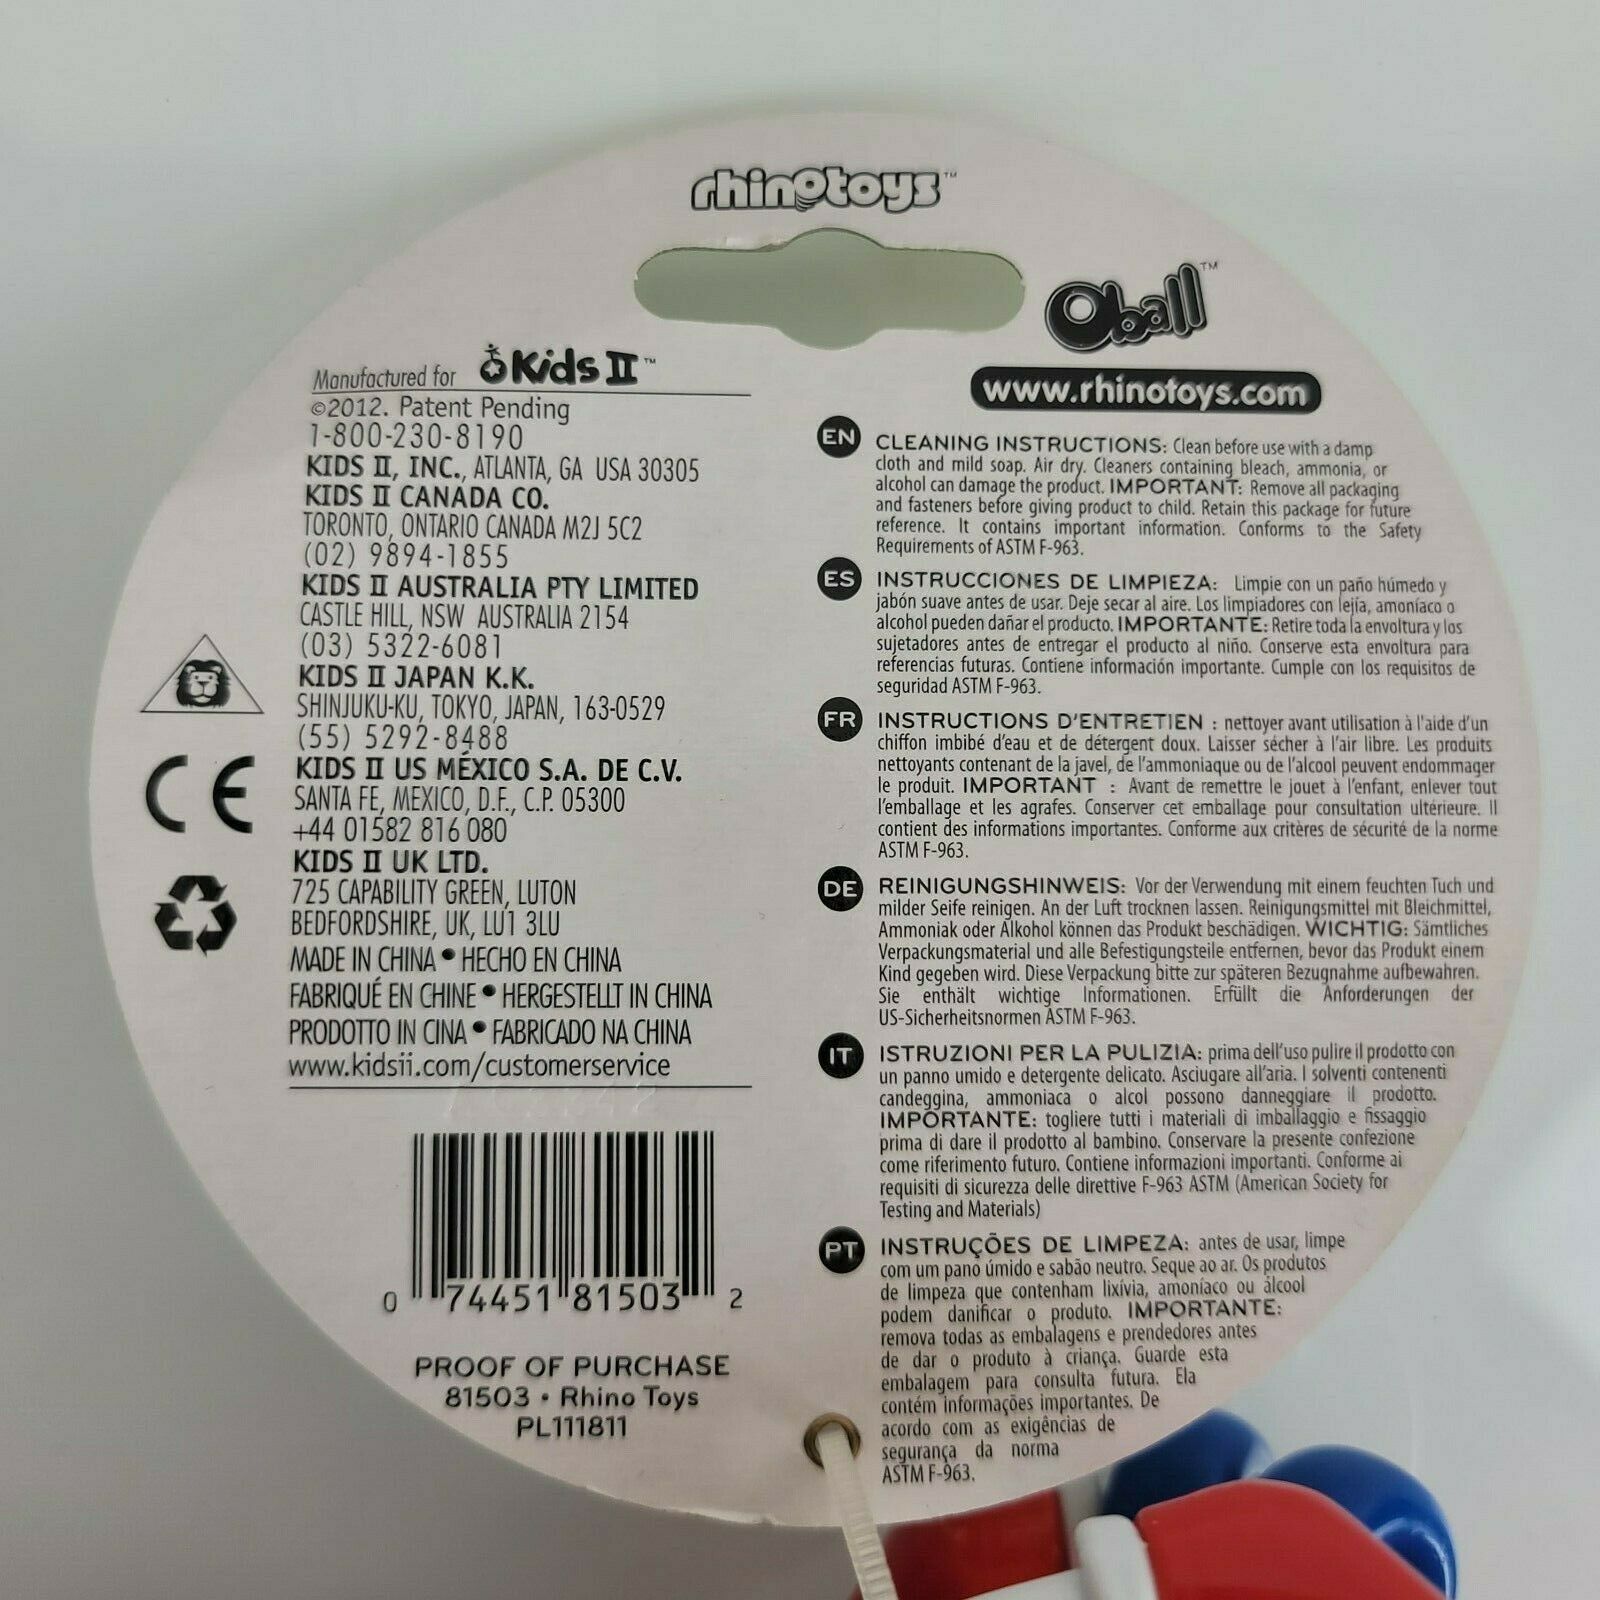 rhinotoys™
Oball™
www.rhinotoys.com
Manufactured for Kids II™
©2012. Patent Pending
1-800-230-8190
KIDS II, INC., ATLANTA, GA USA 30305
KIDS II CANADA CO.
TORONTO, ONTARIO CANADA M2J 5C2
(02) 9894-1855
KIDS II AUSTRALIA PTY LIMITED
CASTLE HILL, NSW AUSTRALIA 2154
(03) 5322-6081
KIDS II JAPAN K.K.
SHINJUKU-KU, TOKYO, JAPAN, 163-0529
(55) 5292-8488
KIDS II US MÉXICO S.A. DE C.V.
SANTA FE, MEXICO, D.F., C.P. 05300
+44 01582 816 080
KIDS II UK LTD.
725 CAPABILITY GREEN, LUTON
BEDFORDSHIRE, UK, LU1 3LU
MADE IN CHINA • HECHO EN CHINA
FABRIQUÉ EN CHINE • HERGESTELLT IN CHINA
PRODOTTO IN CINA • FABRICADO NA CHINA
www.kidsii.com/customerservice
CE
0 74451 81503 2
PROOF OF PURCHASE
81503 • Rhino Toys
PL111811
EN CLEANING INSTRUCTIONS: Clean before use with a damp
cloth and mild soap. Air dry. Cleaners containing bleach, ammonia, or
alcohol can damage the product. IMPORTANT: Remove all packaging
and fasteners before giving product to child. Retain this package for future
reference. It contains important information. Conforms to the Safety
Requirements of ASTM F-963.
ES INSTRUCCIONES DE LIMPIEZA: Limpie con un paño húmedo y
jabón suave antes de usar. Deje secar al aire. Los limpiadores con lejía, amoníaco o
alcohol pueden dañar el producto. IMPORTANTE: Retire toda la envoltura y los
sujetadores antes de entregar el producto al niño. Conserve esta envoltura para
referencias futuras. Contiene información importante. Cumple con los requisitos de
seguridad ASTM F-963.
FR INSTRUCTIONS D'ENTRETIEN : nettoyer avant utilisation à l'aide d'un
chiffon imbibé d'eau et de détergent doux. Laisser sécher à l'air libre. Les produits
nettoyants contenant de la javel, de l'ammoniaque ou de l'alcool peuvent endommager
le produit. IMPORTANT : Avant de remettre le jouet à l'enfant, enlever tout
l'emballage et les agrafes. Conserver cet emballage pour consultation ultérieure. Il
contient des informations importantes. Conforme aux critères de sécurité de la norme
ASTM F-963.
DE REINIGUNGSHINWEIS: Vor der Verwendung mit einem feuchten Tuch und
milder Seife reinigen. An der Luft trocknen lassen. Reinigungsmittel mit Bleichmittel,
Ammoniak oder Alkohol können das Produkt beschädigen. WICHTIG: Sämtliches
Verpackungsmaterial und alle Befestigungsteile entfernen, bevor das Produkt einem
Kind gegeben wird. Diese Verpackung bitte zur späteren Bezugnahme aufbewahren.
Sie enthält wichtige Informationen. Erfüllt die Anforderungen der
US-Sicherheitsnormen ASTM F-963.
IT ISTRUZIONI PER LA PULIZIA: prima dell'uso pulire il prodotto con
un panno umido e detergente delicato. Asciugare all'aria. I solventi contenenti
candeggina, ammoniaca o alcol possono danneggiare il prodotto.
IMPORTANTE: togliere tutti i materiali di imballaggio e fissaggio
prima di dare il prodotto al bambino. Conservare la presente confezione
come riferimento futuro. Contiene informazioni importanti. Conforme ai
requisiti di sicurezza delle direttive F-963 ASTM (American Society for
Testing and Materials)
PT INSTRUÇÕES DE LIMPEZA: antes de usar, limpe
com um pano úmido e sabão neutro. Seque ao ar. Os produtos
de limpeza que contenham lixívia, amoníaco ou álcool
podem danificar o produto. IMPORTANTE:
remova todas as embalagens e prendedores antes
de dar o produto à criança. Guarde esta
embalagem para consulta futura. Ela
contém informações importantes. De
acordo com as exigências de
segurança da norma
ASTM F-963.